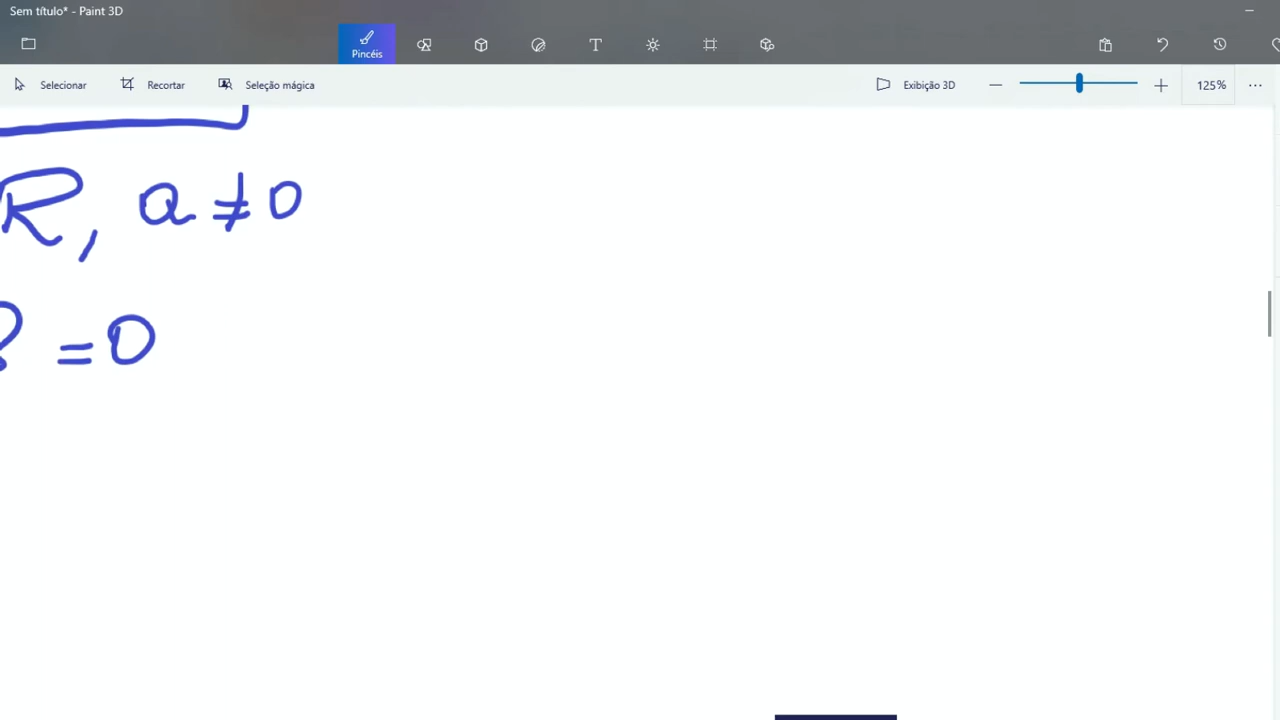 Sem título* - Paint 3D
Pincéis
Selecionar Recortar Seleção mágica Exibição 3D 125%
R, a ≠ 0
= 0